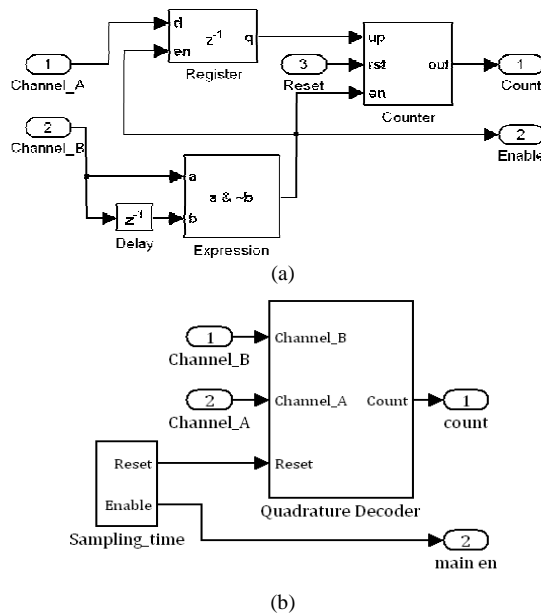 d
en
z⁻¹
q
Register
1
Channel_A
3
Reset
up
rst
en
out
Counter
1
Count
2
Enable
2
Channel_B
z⁻¹
Delay
a
b
a & ~b
Expression
(a)
1
Channel_B
2
Channel_A
Channel_B
Channel_A
Reset
Count
Quadrature Decoder
1
count
Reset
Enable
Sampling_time
2
main en
(b)